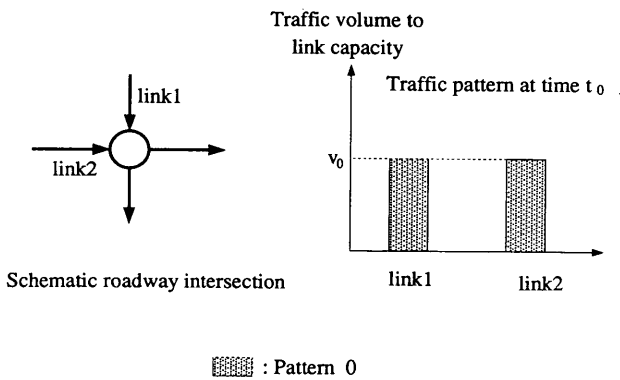 Traffic volume to
link capacity
Traffic pattern at time t₀
link1
link2
v₀
link1
link2
Schematic roadway intersection
: Pattern 0